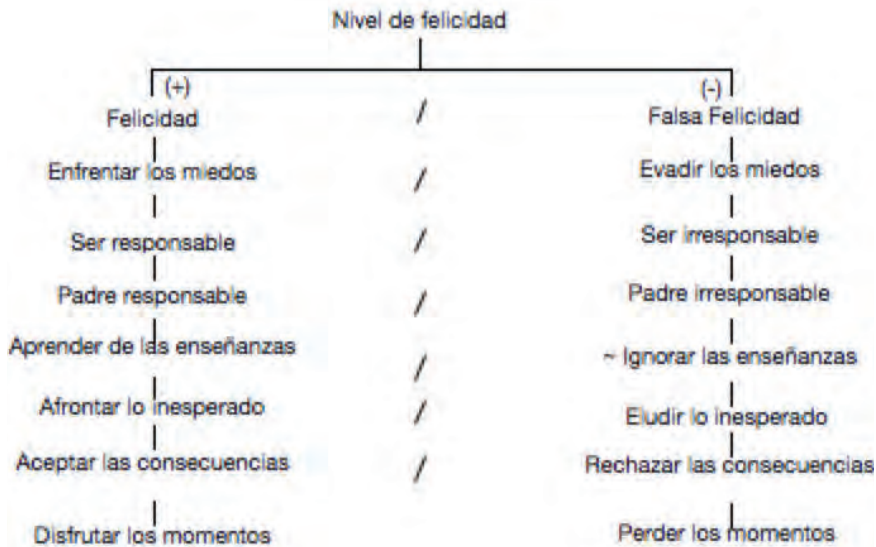 Nivel de felicidad
(+) (-)
Felicidad / Falsa Felicidad
Enfrentar los miedos / Evadir los miedos
Ser responsable / Ser irresponsable
Padre responsable / Padre irresponsable
Aprender de las enseñanzas / ~ Ignorar las enseñanzas
Afrontar lo inesperado / Eludir lo inesperado
Aceptar las consecuencias / Rechazar las consecuencias
Disfrutar los momentos Perder los momentos